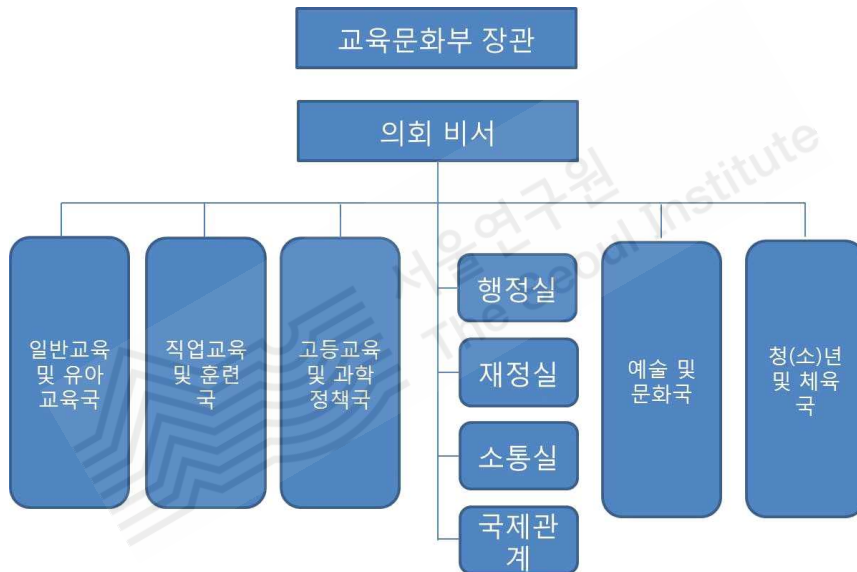 교육문화부 장관
의회 비서
일반교육
및 유아
교육국
직업교육
및 훈련
국
고등교육
및 과학
정책국
행정실
재정실
소통실
국제관
계
예술 및
문화국
청(소)년
및 체육
국
서울연구원
The Seoul Institute